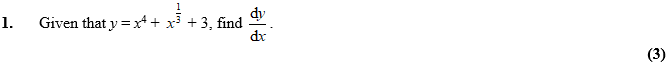 1. Given that y = x⁴ + x^(1/3) + 3, find dy/dx.
(3)